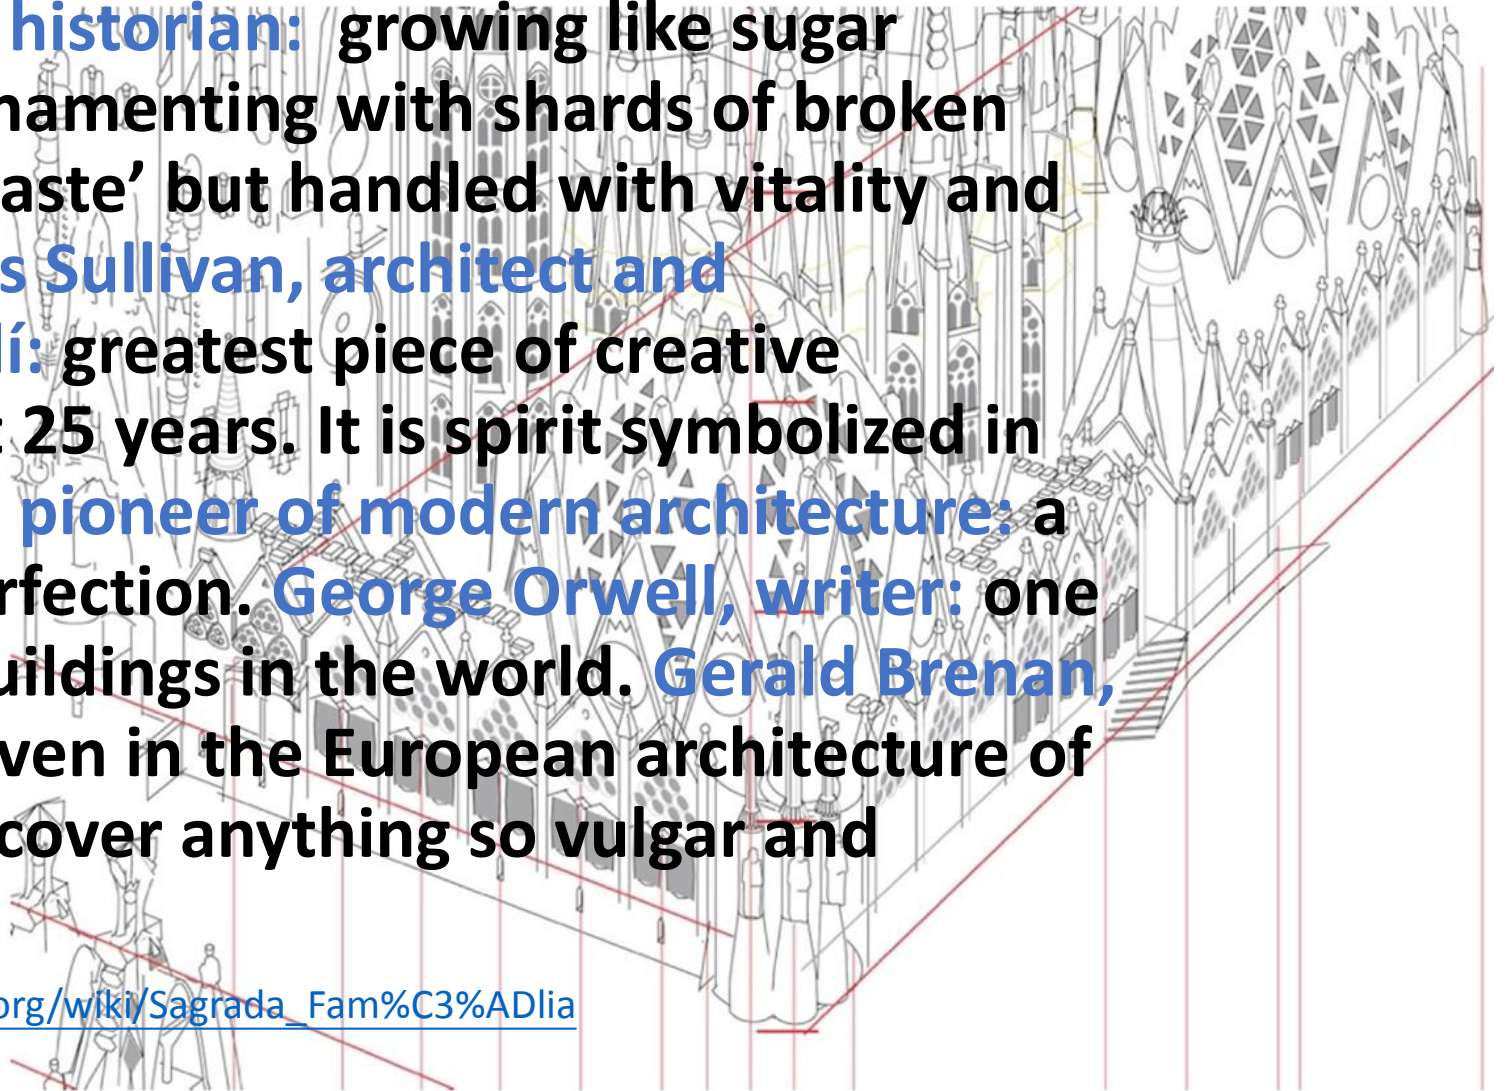 historian: growing like sugar
namenting with shards of broken
aste’ but handled with vitality and
s Sullivan, architect and
lí: greatest piece of creative
t 25 years. It is spirit symbolized in
pioneer of modern architecture: a
rfection. George Orwell, writer: one
uildings in the world. Gerald Brenan,
ven in the European architecture of
cover anything so vulgar and
org/wiki/Sagrada_Fam%C3%ADlia